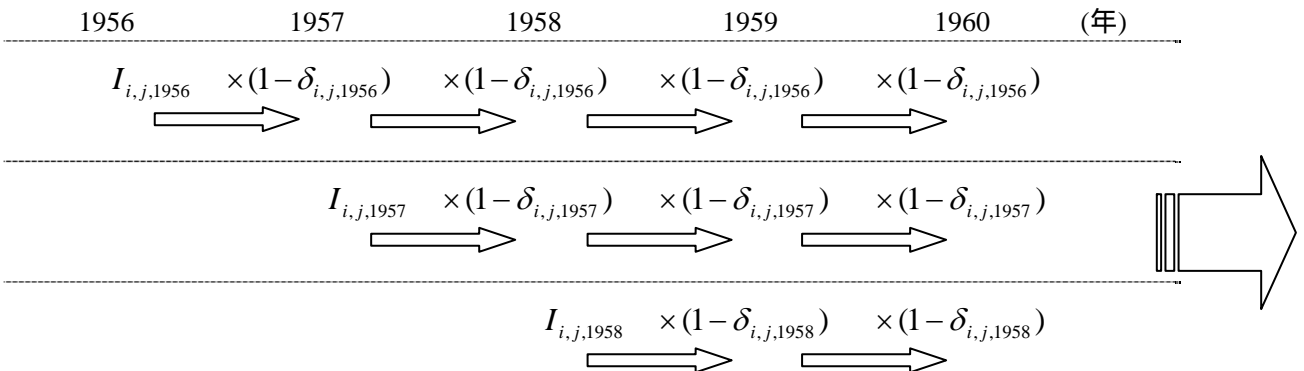 1956 1957 1958 1959 1960 (年)
I_{i,j,1956} ×(1−δ_{i,j,1956}) ×(1−δ_{i,j,1956}) ×(1−δ_{i,j,1956}) ×(1−δ_{i,j,1956})
I_{i,j,1957} ×(1−δ_{i,j,1957}) ×(1−δ_{i,j,1957}) ×(1−δ_{i,j,1957})
I_{i,j,1958} ×(1−δ_{i,j,1958}) ×(1−δ_{i,j,1958})